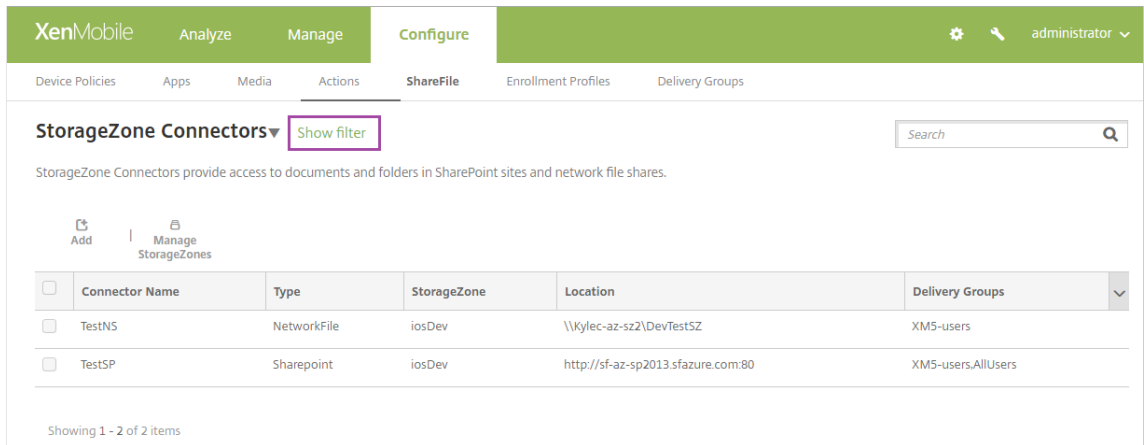 XenMobile Analyze Manage Configure administrator
Device Policies Apps Media Actions ShareFile Enrollment Profiles Delivery Groups
StorageZone Connectors Show filter Search
StorageZone Connectors provide access to documents and folders in SharePoint sites and network file shares.
Add | Manage
StorageZones
Connector Name Type StorageZone Location Delivery Groups
TestNS NetworkFile iosDev \\Kylec-az-sz2\DevTestSZ XM5-users
TestSP Sharepoint iosDev http://sf-az-sp2013.sfazure.com:80 XM5-users,AllUsers
Showing 1 - 2 of 2 items